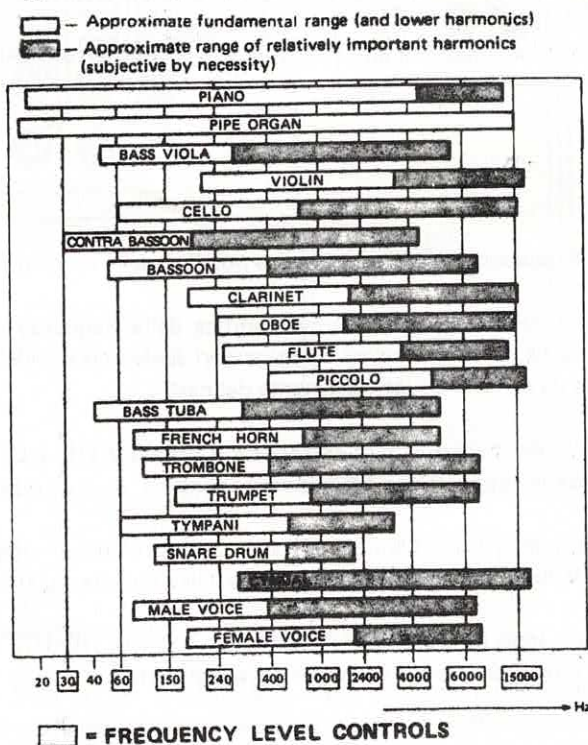 – Approximate fundamental range (and lower harmonics)
– Approximate range of relatively important harmonics
(subjective by necessity)
PIANO
PIPE ORGAN
BASS VIOLA
VIOLIN
CELLO
CONTRA BASSOON
BASSOON
CLARINET
OBOE
FLUTE
PICCOLO
BASS TUBA
FRENCH HORN
TROMBONE
TRUMPET
TYMPANI
SNARE DRUM
MALE VOICE
FEMALE VOICE
20 30 40 60 150 240 400 1000 2400 4000 6000 15000
Hz
= FREQUENCY LEVEL CONTROLS